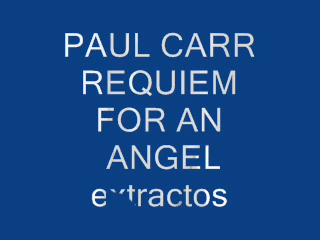 PAUL CARR
REQUIEM
FOR AN
ANGEL
extractos